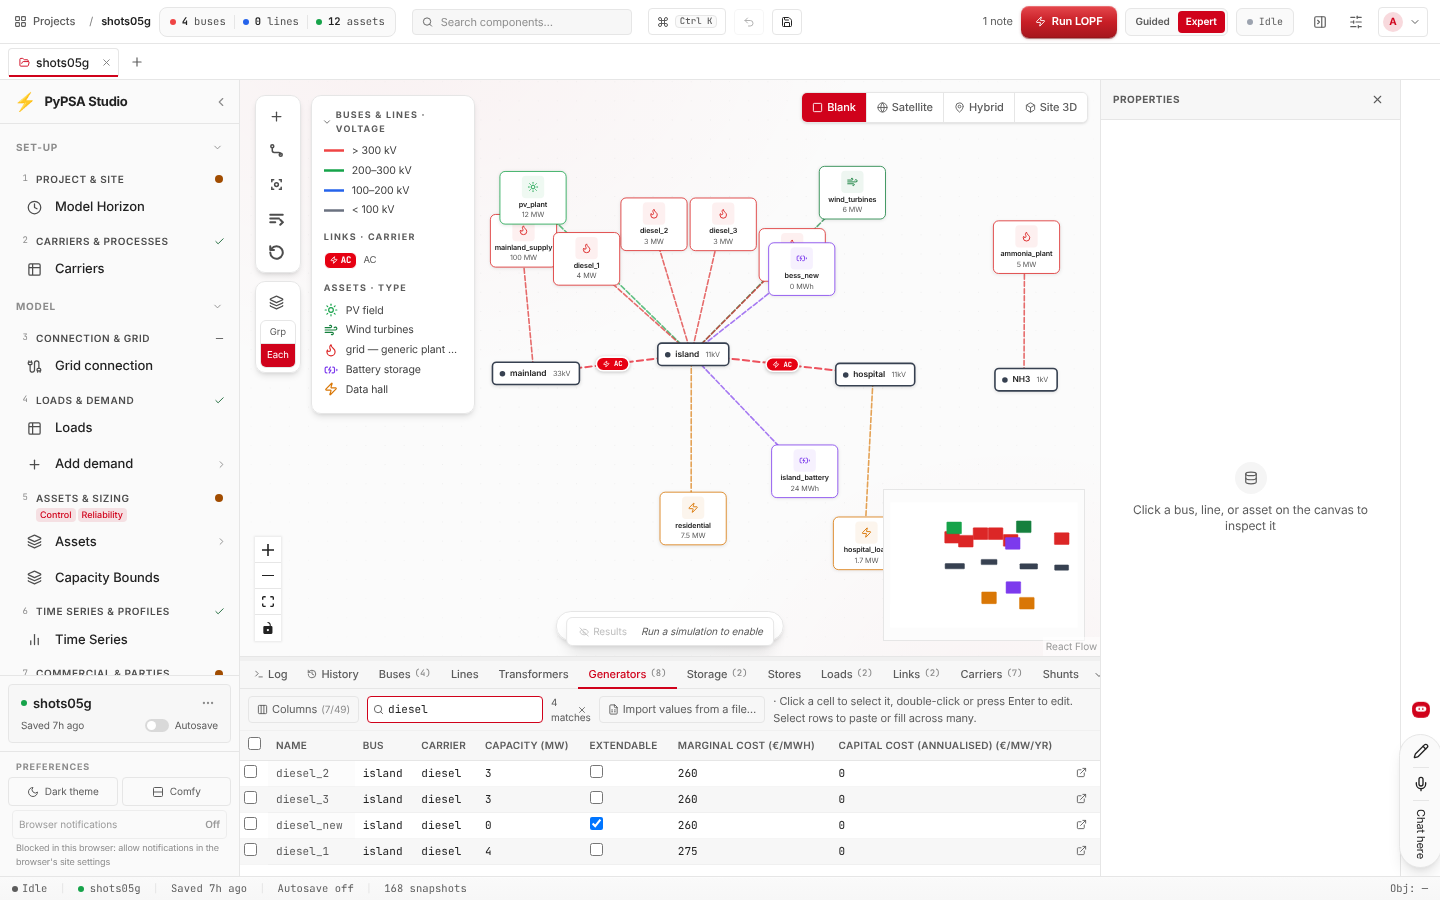 Projects / shots05g
4 buses 0 lines 12 assets
Search components...
⌘ Ctrl K
1 note
Run LOPF
Guided Expert
Idle
A
shots05g × +
PyPSA Studio
SET-UP
1 PROJECT & SITE
Model Horizon
2 CARRIERS & PROCESSES
Carriers
MODEL
3 CONNECTION & GRID
Grid connection
4 LOADS & DEMAND
Loads
Add demand
5 ASSETS & SIZING
Control Reliability
Assets
Capacity Bounds
6 TIME SERIES & PROFILES
Time Series
7 COMMERCIAL & PARTIES
shots05g
Saved 7h ago Autosave
PREFERENCES
Dark theme Comfy
Browser notifications Off
Blocked in this browser: allow notifications in the
browser's site settings
Grp
Each
BUSES & LINES ·
VOLTAGE
> 300 kV
200–300 kV
100–200 kV
< 100 kV
LINKS · CARRIER
AC AC
ASSETS · TYPE
PV field
Wind turbines
grid — generic plant ...
Battery storage
Data hall
Blank Satellite Hybrid Site 3D
pv_plant
12 MW
mainland_supply
100 MW
diesel_1
4 MW
diesel_2
3 MW
diesel_3
3 MW
wind_turbines
6 MW
bess_new
0 MWh
ammonia_plant
5 MW
mainland 33kV
AC
island 11kV
AC
hospital 11kV
NH3 1kV
island_battery
24 MWh
residential
7.5 MW
hospital_loa
1.7 MW
Results Run a simulation to enable
React Flow
PROPERTIES
Click a bus, line, or asset on the canvas to
inspect it
Chat here
Log History Buses (4) Lines Transformers Generators (8) Storage (2) Stores Loads (2) Links (2) Carriers (7) Shunts
Columns (7/49)
diesel
4
matches
Import values from a file...
· Click a cell to select it, double-click or press Enter to edit.
Select rows to paste or fill across many.
NAME BUS CARRIER CAPACITY (MW) EXTENDABLE MARGINAL COST (€/MWH) CAPITAL COST (ANNUALISED) (€/MW/YR)
diesel_2 island diesel 3 260 0
diesel_3 island diesel 3 260 0
diesel_new island diesel 0 260 0
diesel_1 island diesel 4 275 0
Idle shots05g Saved 7h ago Autosave off 168 snapshots
Obj: —